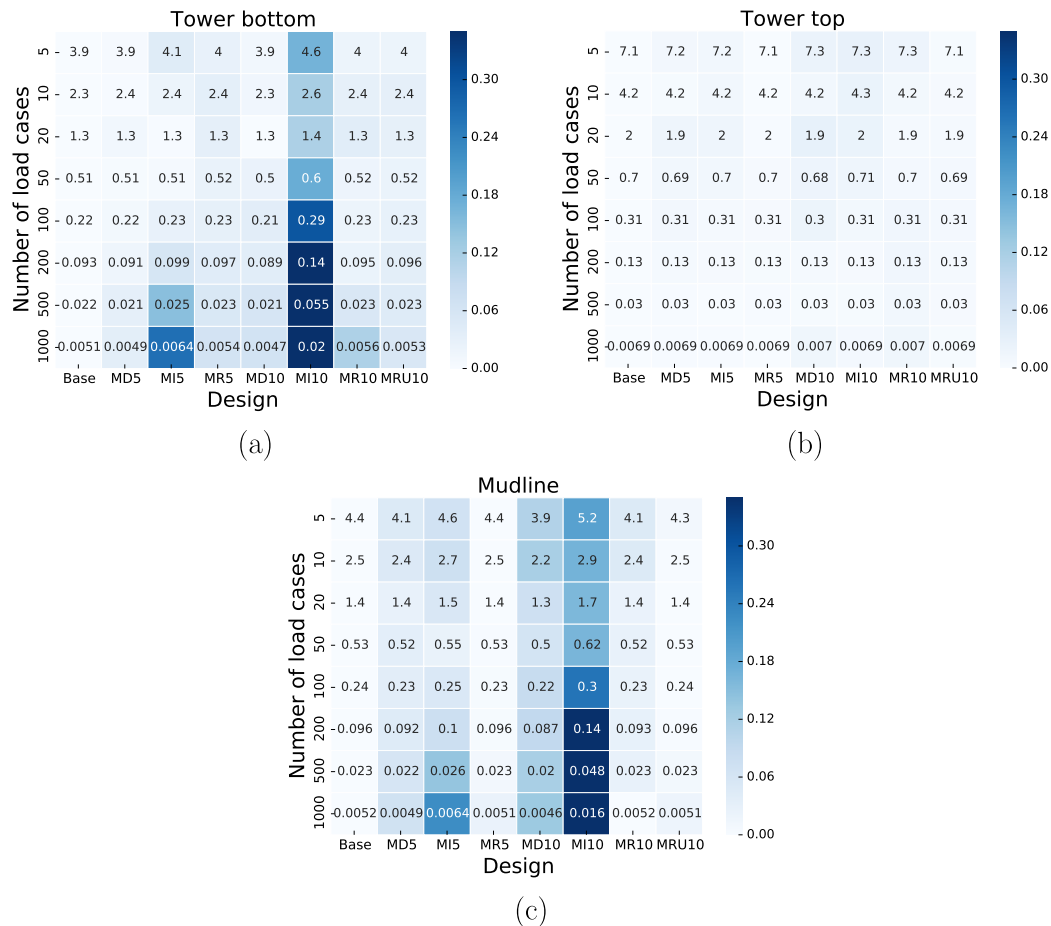 Tower bottom
Number of load cases
5 3.9 3.9 4.1 4 3.9 4.6 4 4
10 2.3 2.4 2.4 2.4 2.3 2.6 2.4 2.4
20 1.3 1.3 1.3 1.3 1.3 1.4 1.3 1.3
50 0.51 0.51 0.51 0.52 0.5 0.6 0.52 0.52
100 0.22 0.22 0.23 0.23 0.21 0.29 0.23 0.23
200 0.093 0.091 0.099 0.097 0.089 0.14 0.095 0.096
500 0.022 0.021 0.025 0.023 0.021 0.055 0.023 0.023
1000 0.0051 0.0049 0.0064 0.0054 0.0047 0.02 0.0056 0.0053
Base MD5 MI5 MR5 MD10 MI10 MR10 MRU10
Design
0.30
0.24
0.18
0.12
0.06
0.00
(a)
Tower top
Number of load cases
5 7.1 7.2 7.2 7.1 7.3 7.3 7.3 7.1
10 4.2 4.2 4.2 4.2 4.2 4.3 4.2 4.2
20 2 1.9 2 2 1.9 2 1.9 1.9
50 0.7 0.69 0.7 0.7 0.68 0.71 0.7 0.69
100 0.31 0.31 0.31 0.31 0.3 0.31 0.31 0.31
200 0.13 0.13 0.13 0.13 0.13 0.13 0.13 0.13
500 0.03 0.03 0.03 0.03 0.03 0.03 0.03 0.03
1000 0.0069 0.0069 0.0069 0.0069 0.007 0.0069 0.007 0.0069
Base MD5 MI5 MR5 MD10 MI10 MR10 MRU10
Design
0.30
0.24
0.18
0.12
0.06
0.00
(b)
Mudline
Number of load cases
5 4.4 4.1 4.6 4.4 3.9 5.2 4.1 4.3
10 2.5 2.4 2.7 2.5 2.2 2.9 2.4 2.5
20 1.4 1.4 1.5 1.4 1.3 1.7 1.4 1.4
50 0.53 0.52 0.55 0.53 0.5 0.62 0.52 0.53
100 0.24 0.23 0.25 0.23 0.22 0.3 0.23 0.24
200 0.096 0.092 0.1 0.096 0.087 0.14 0.093 0.096
500 0.023 0.022 0.026 0.023 0.02 0.048 0.023 0.023
1000 0.0052 0.0049 0.0064 0.0051 0.0046 0.016 0.0052 0.0051
Base MD5 MI5 MR5 MD10 MI10 MR10 MRU10
Design
0.30
0.24
0.18
0.12
0.06
0.00
(c)